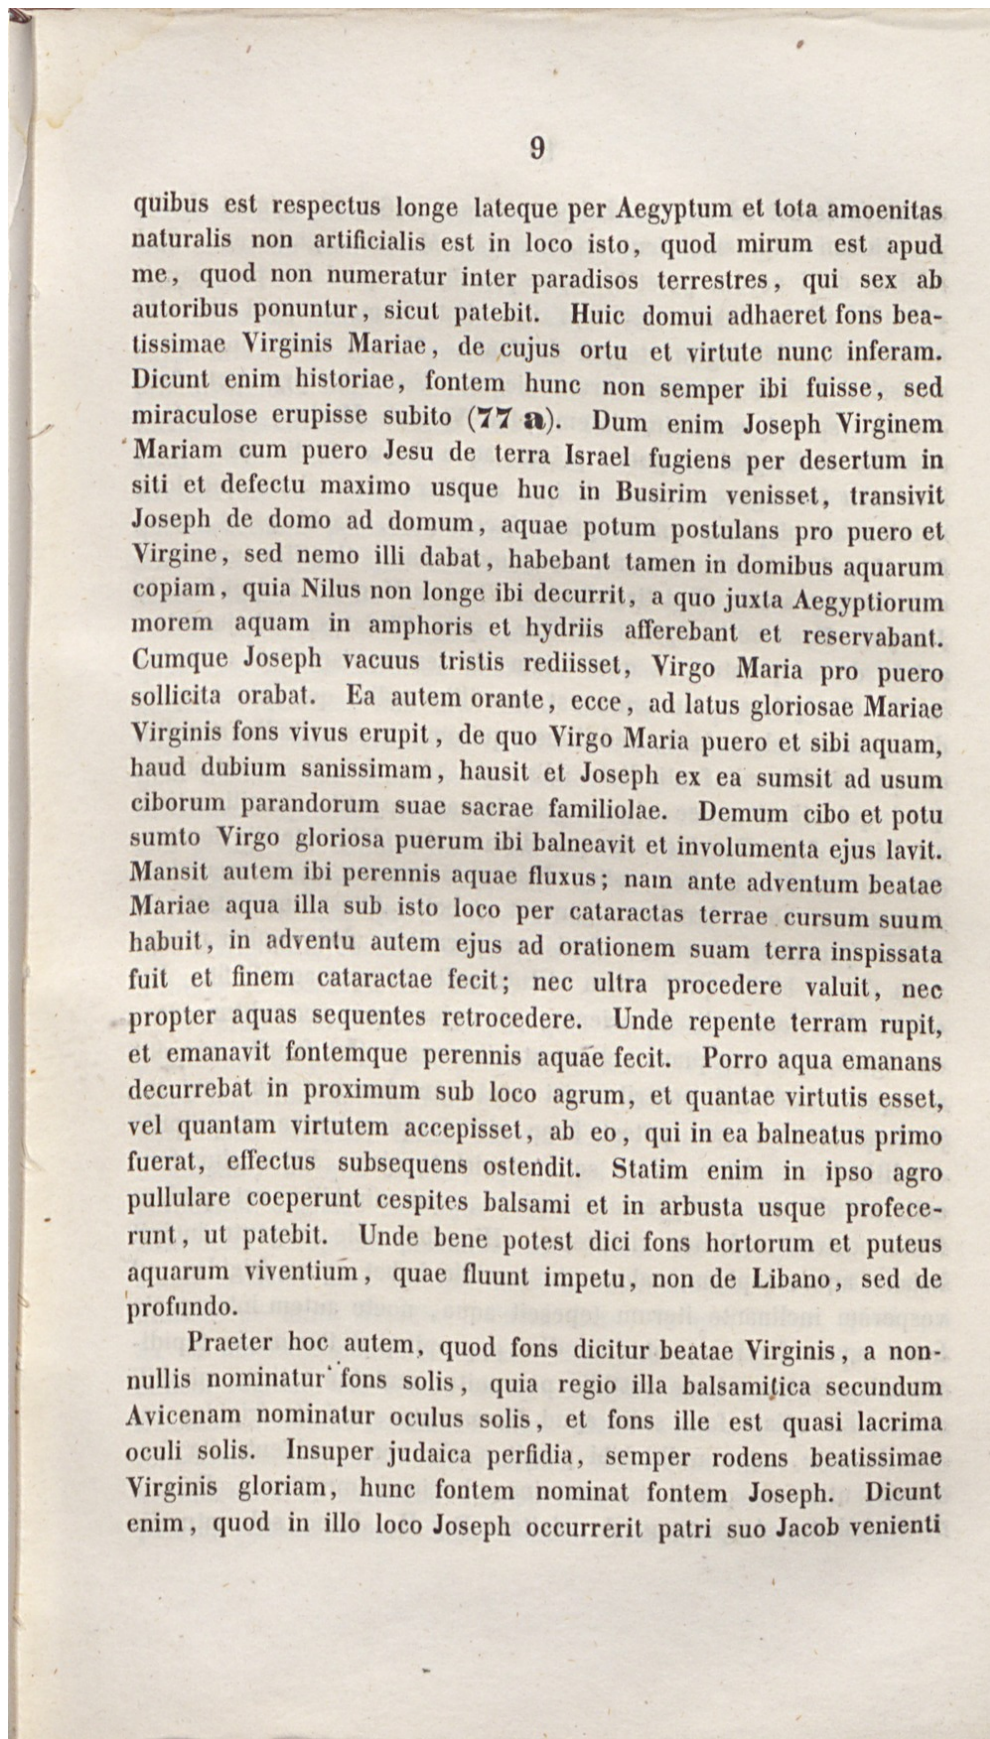 9
quibus est respectus longe lateque per Aegyptum et tota amoenitas
naturalis non artificialis est in loco isto, quod mirum est apud
me, quod non numeratur inter paradisos terrestres, qui sex ab
autoribus ponuntur, sicut patebit. Huic domui adhaeret fons bea-
tissimae Virginis Mariae, de cujus ortu et virtute nunc inferam.
Dicunt enim historiae, fontem hunc non semper ibi fuisse, sed
miraculose erupisse subito (77 a). Dum enim Joseph Virginem
Mariam cum puero Jesu de terra Israel fugiens per desertum in
siti et defectu maximo usque huc in Busirim venisset, transivit
Joseph de domo ad domum, aquae potum postulans pro puero et
Virgine, sed nemo illi dabat, habebant tamen in domibus aquarum
copiam, quia Nilus non longe ibi decurrit, a quo juxta Aegyptiorum
morem aquam in amphoris et hydriis afferebant et reservabant.
Cumque Joseph vacuus tristis rediisset, Virgo Maria pro puero
sollicita orabat. Ea autem orante, ecce, ad latus gloriosae Mariae
Virginis fons vivus erupit, de quo Virgo Maria puero et sibi aquam,
haud dubium sanissimam, hausit et Joseph ex ea sumsit ad usum
ciborum parandorum suae sacrae familiolae. Demum cibo et potu
sumto Virgo gloriosa puerum ibi balneavit et involumenta ejus lavit.
Mansit autem ibi perennis aquae fluxus; nam ante adventum beatae
Mariae aqua illa sub isto loco per cataractas terrae cursum suum
habuit, in adventu autem ejus ad orationem suam terra inspissata
fuit et finem cataractae fecit; nec ultra procedere valuit, nec
propter aquas sequentes retrocedere. Unde repente terram rupit,
et emanavit fontemque perennis aquae fecit. Porro aqua emanans
decurrebat in proximum sub loco agrum, et quantae virtutis esset,
vel quantam virtutem accepisset, ab eo, qui in ea balneatus primo
fuerat, effectus subsequens ostendit. Statim enim in ipso agro
pullulare coeperunt cespites balsami et in arbusta usque profece-
runt, ut patebit. Unde bene potest dici fons hortorum et puteus
aquarum viventium, quae fluunt impetu, non de Libano, sed de
profundo.
Praeter hoc autem, quod fons dicitur beatae Virginis, a non-
nullis nominatur fons solis, quia regio illa balsamitica secundum
Avicenam nominatur oculus solis, et fons ille est quasi lacrima
oculi solis. Insuper judaica perfidia, semper rodens beatissimae
Virginis gloriam, hunc fontem nominat fontem Joseph. Dicunt
enim, quod in illo loco Joseph occurrerit patri suo Jacob venienti